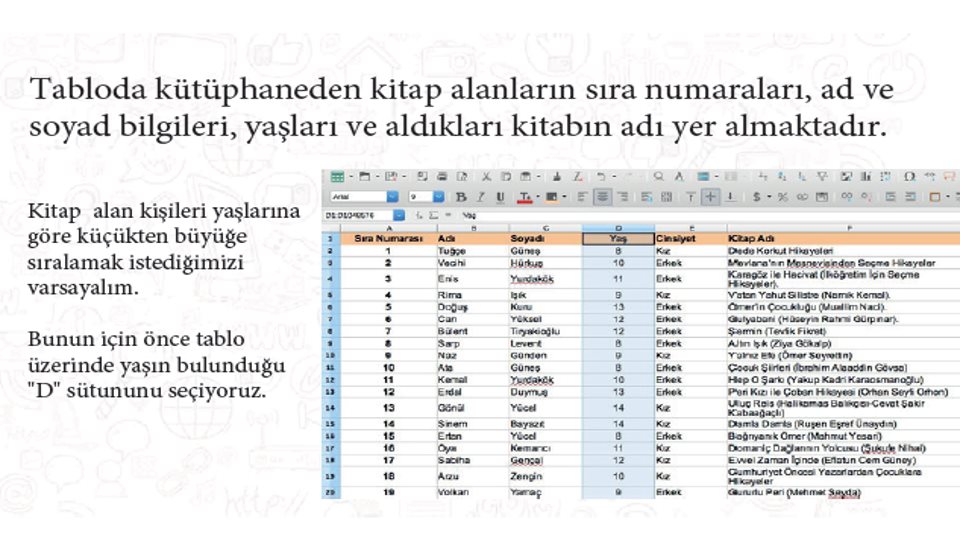 Tabloda kütüphaneden kitap alanların sıra numaraları, ad ve
soyad bilgileri, yaşları ve aldıkları kitabın adı yer almaktadır.
Kitap alan kişileri yaşlarına
göre küçükten büyüğe
sıralamak istediğimizi
varsayalım.
Bunun için önce tablo
üzerinde yaşın bulunduğu
"D" sütununu seçiyoruz.
Arial 9
D1:D1048576 Yaş
A B C D E F
1 Sıra Numarası Adı Soyadı Yaş Cinsiyet Kitap Adı
2 1 Tuğçe Güneş 8 Kız Dede Korkut Hikayeleri
3 2 Vecihi Hürkuş 10 Erkek Mevlana'nın Mesnevisinden Seçme Hikayeler
4 3 Enis Yurdakök 11 Erkek Karagöz ile Hacivat (İlköğretim İçin Seçme
Hikayeler).
5 4 Rima Işık 9 Kız Vatan Yahut Silistre (Namık Kemal).
6 5 Doğuş Kuru 13 Erkek Ömer'in Çocukluğu (Muallim Naci).
7 6 Can Yüksel 12 Erkek Gulyabani (Hüseyin Rahmi Gürpınar).
8 7 Bülent Tiryakioğlu 12 Erkek Şermin (Tevfik Fikret)
9 8 Sarp Levent 8 Erkek Altın Işık (Ziya Gökalp)
10 9 Naz Günden 9 Kız Yalnız Efe (Ömer Seyfettin)
11 10 Ata Güneş 8 Erkek Çocuk Şiirleri (İbrahim Alaaddin Gövsa)
12 11 Kemal Yurdakök 10 Erkek Hep O Şarkı (Yakup Kadri Karaosmanoğlu)
13 12 Erdal Duymuş 13 Erkek Peri Kızı ile Çoban Hikayesi (Orhan Seyfi Orhon)
14 13 Gönül Yücel 14 Kız Uluç Reis (Halikarnas Balıkçısı-Cevat Şakir
Kabaağaçlı)
15 14 Sinem Bayazıt 14 Kız Damla Damla (Ruşen Eşref Ünaydın)
16 15 Ertan Yücel 8 Erkek Bağrıyanık Ömer (Mahmut Yesari)
17 16 Oya Kemancı 11 Kız Domaniç Dağlarının Yolcusu (Şukufe Nihal)
18 17 Sabiha Gençal 12 Kız Evvel Zaman İçinde (Eflatun Cem Güney)
19 18 Arzu Zengin 10 Kız Cumhuriyet Öncesi Yazarlardan Çocuklara
Hikayeler
20 19 Volkan Yamaç 9 Erkek Gururlu Peri (Mehmet Seyda)